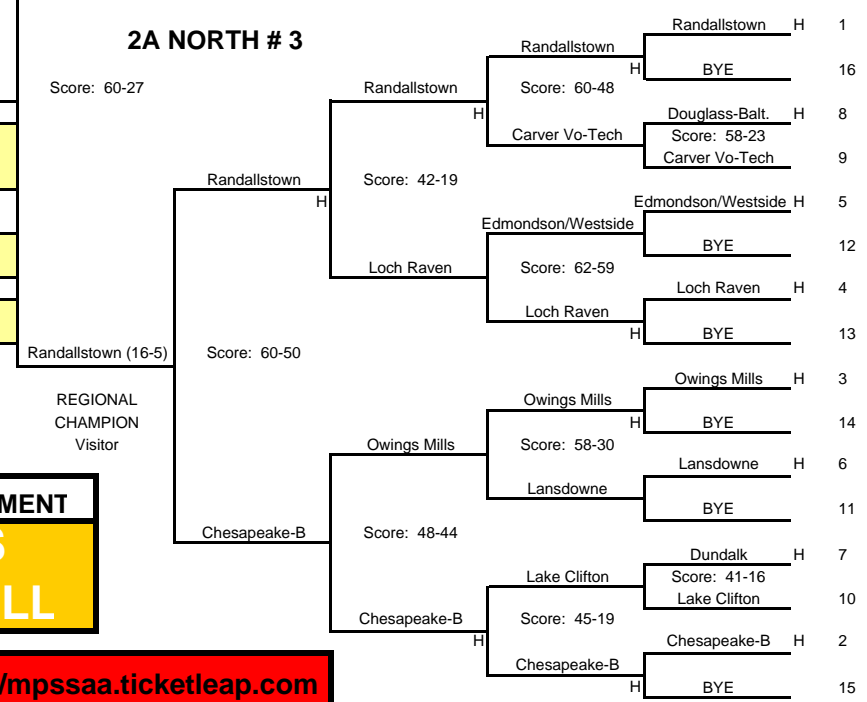 2A NORTH # 3
Randallstown H 1
Randallstown
H BYE 16
Score: 60-27
Randallstown
Score: 60-48
H Douglass-Balt. H 8
Carver Vo-Tech Score: 58-23
Carver Vo-Tech 9
Randallstown
Score: 42-19
H Edmondson/Westside H 5
Edmondson/Westside
BYE 12
Loch Raven
Score: 62-59
Loch Raven H 4
Loch Raven
H BYE 13
Randallstown (16-5)
Score: 60-50
Owings Mills H 3
REGIONAL
CHAMPION
Visitor
Owings Mills
H BYE 14
Owings Mills
Score: 58-30
Lansdowne H 6
Lansdowne
BYE 11
MENT
S
LL
Chesapeake-B
Score: 48-44
Dundalk H 7
Lake Clifton Score: 41-16
Lake Clifton 10
Chesapeake-B
Score: 45-19
H Chesapeake-B H 2
Chesapeake-B
H BYE 15
/mpssaa.ticketleap.com